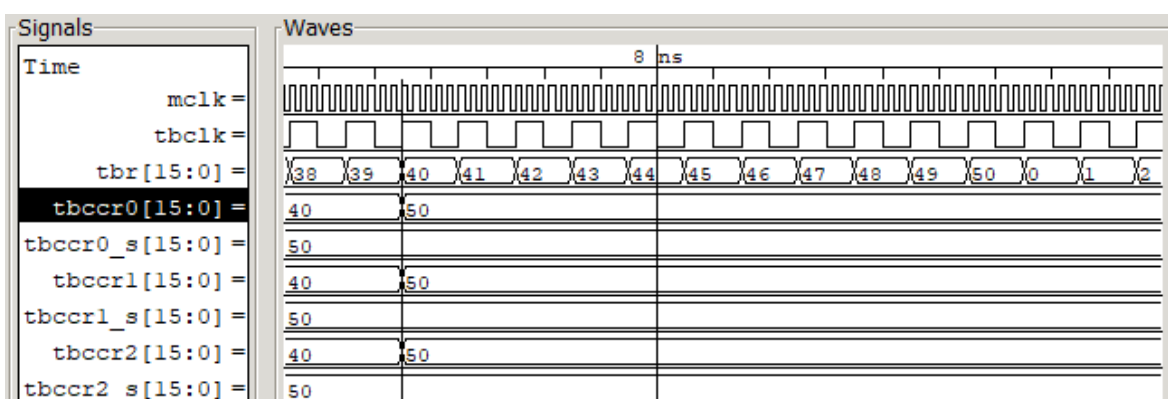 Signals Waves
Time 8 ns
mclk =
tbclk =
tbr[15:0] = 38 39 40 41 42 43 44 45 46 47 48 49 50 0 1 2
tbccr0[15:0] = 40 50
tbccr0_s[15:0] = 50
tbccr1[15:0] = 40 50
tbccr1_s[15:0] = 50
tbccr2[15:0] = 40 50
tbccr2_s[15:0] = 50